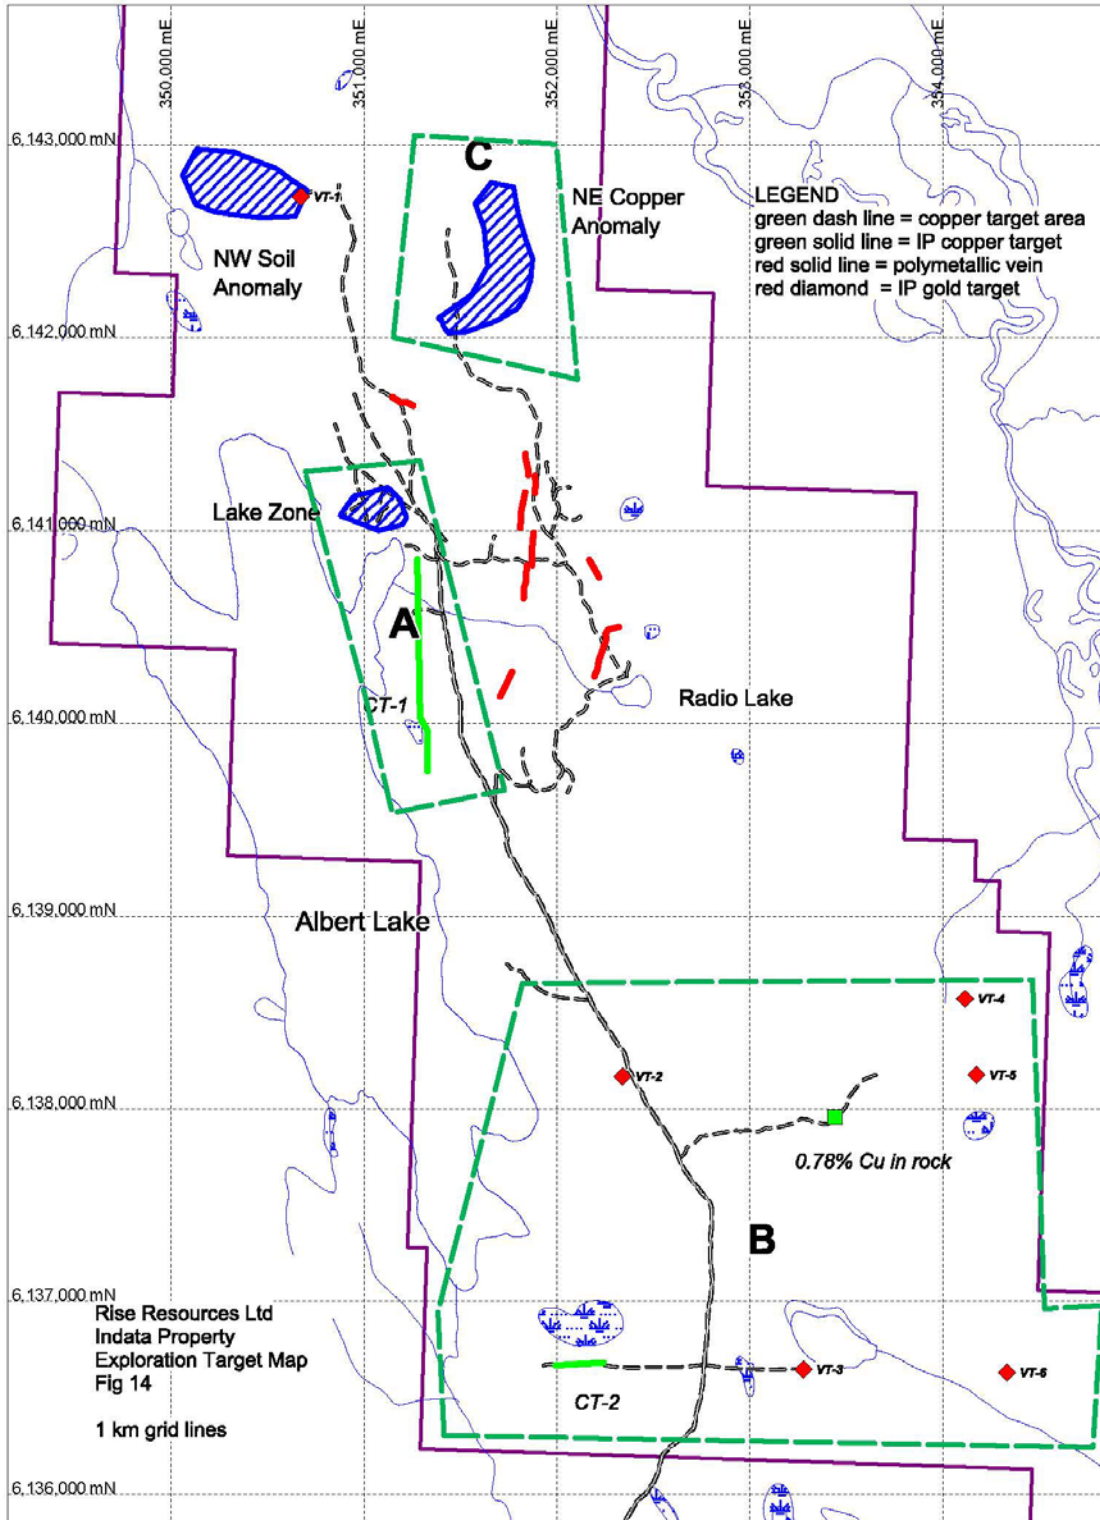 350,000 mE
351,000 mE
352,000 mE
353,000 mE
354,000 mE
6,143,000 mN
C
VT-1
NE Copper
Anomaly
LEGEND
green dash line = copper target area
green solid line = IP copper target
red solid line = polymetallic vein
red diamond = IP gold target
NW Soil
Anomaly
6,142,000 mN
Lake Zone
6,141,000 mN
A
CT-1
Radio Lake
6,140,000 mN
6,139,000 mN
Albert Lake
VT-4
VT-2
VT-5
6,138,000 mN
0.78% Cu in rock
B
6,137,000 mN
Rise Resources Ltd
Indata Property
Exploration Target Map
Fig 14
1 km grid lines
VT-3
VT-6
CT-2
6,136,000 mN